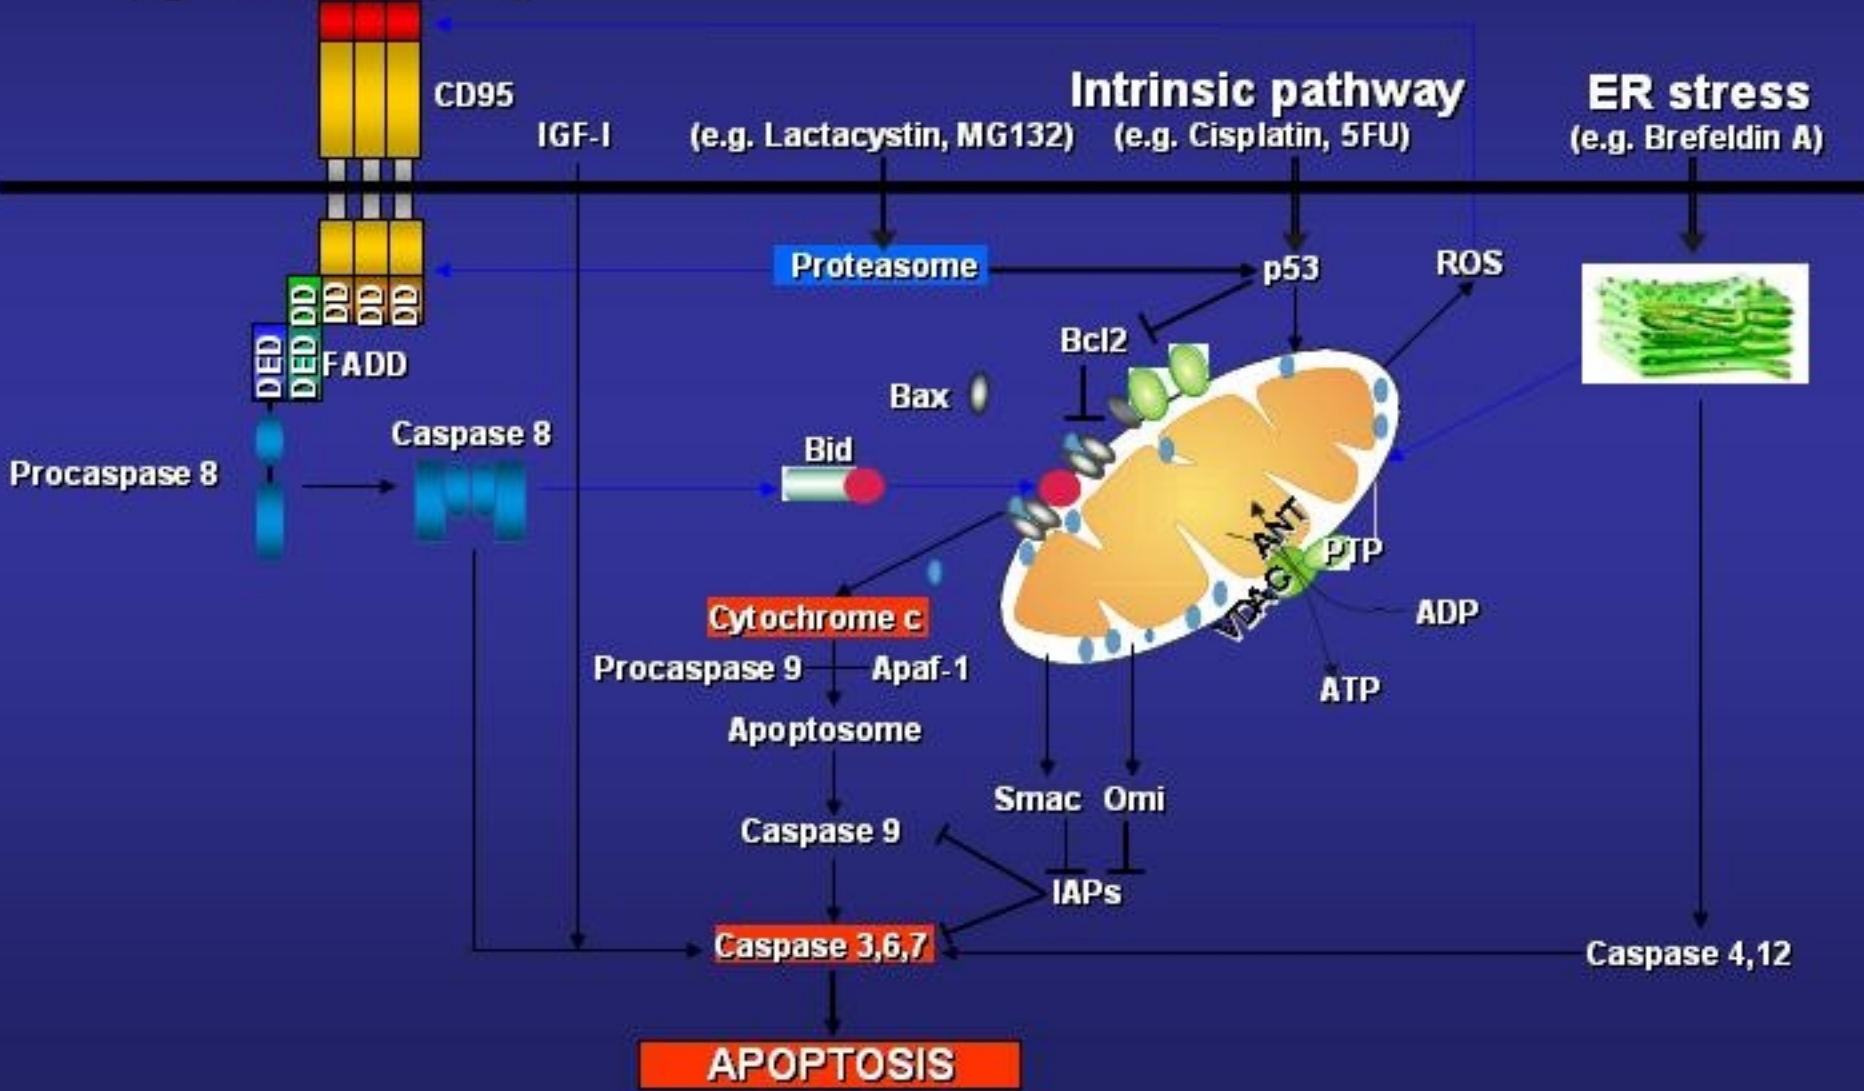 CD95
Intrinsic pathway
ER stress
IGF-I
(e.g. Lactacystin, MG132)
(e.g. Cisplatin, 5FU)
(e.g. Brefeldin A)
Proteasome
p53
ROS
DD
DD
DD
DD
DED
DED
FADD
Bcl2
Bax
Caspase 8
Bid
Procaspase 8
ANT
PTP
VDAC
ADP
Cytochrome c
Procaspase 9
Apaf-1
ATP
Apoptosome
Smac
Omi
Caspase 9
IAPs
Caspase 3,6,7
Caspase 4,12
APOPTOSIS